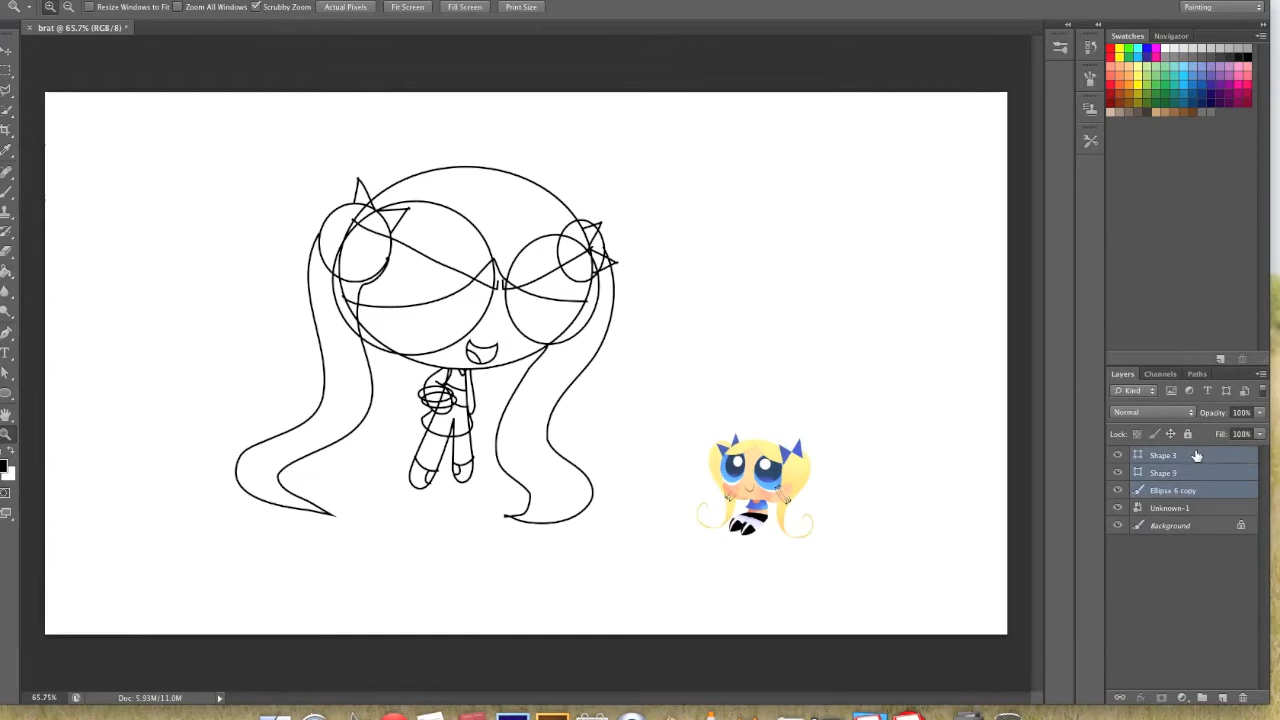 Resize Windows to Fit Zoom All Windows Scrubby Zoom Actual Pixels Fit Screen Fill Screen Print Size Painting
brat @ 65.7% (RGB/8) *
Swatches Navigator
Layers Channels Paths
Kind
Normal Opacity: 100%
Lock: Fill: 100%
Shape 3
Shape 9
Ellipse 6 copy
Unknown-1
Background
65.75% Doc: 5.93M/11.0M